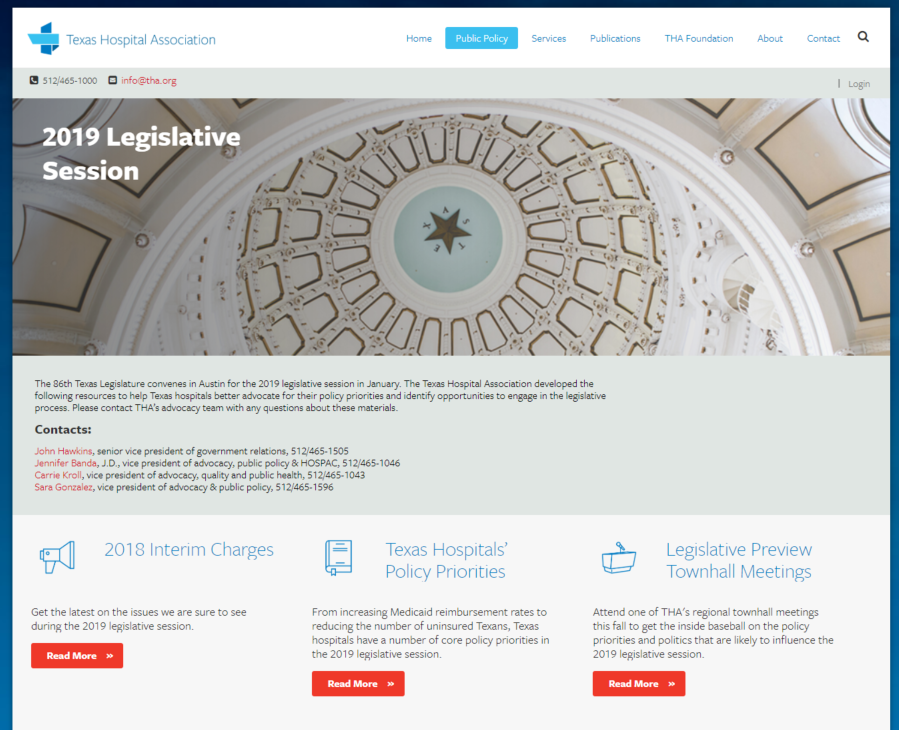 Texas Hospital Association
Home Public Policy Services Publications THA Foundation About Contact
512/465-1000 info@tha.org | Login
2019 Legislative
Session
The 86th Texas Legislature convenes in Austin for the 2019 legislative session in January. The Texas Hospital Association developed the
following resources to help Texas hospitals better advocate for their policy priorities and identify opportunities to engage in the legislative
process. Please contact THA's advocacy team with any questions about these materials.
Contacts:
John Hawkins, senior vice president of government relations, 512/465-1505
Jennifer Banda, J.D., vice president of advocacy, public policy & HOSPAC, 512/465-1046
Carrie Kroll, vice president of advocacy, quality and public health, 512/465-1043
Sara Gonzalez, vice president of advocacy & public policy, 512/465-1596
2018 Interim Charges
Get the latest on the issues we are sure to see
during the 2019 legislative session.
Read More »
Texas Hospitals'
Policy Priorities
From increasing Medicaid reimbursement rates to
reducing the number of uninsured Texans, Texas
hospitals have a number of core policy priorities in
the 2019 legislative session.
Read More »
Legislative Preview
Townhall Meetings
Attend one of THA's regional townhall meetings
this fall to get the inside baseball on the policy
priorities and politics that are likely to influence the
2019 legislative session.
Read More »